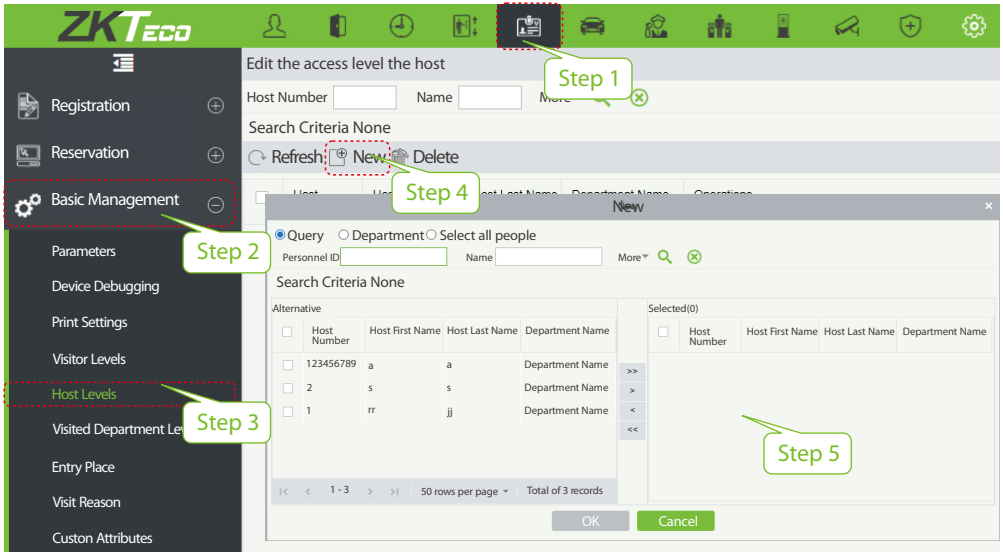 ZKTECO
Edit the access level the host
Step 1
Host Number Name More
Search Criteria None
Refresh New Delete
Step 4
Registration
Reservation
Basic Management
Step 2
Parameters
Device Debugging
Print Settings
Visitor Levels
Host Levels
Step 3
Visited Department Lev
Entry Place
Visit Reason
Custon Attributes
Host Last Name Department Name Operations
New ×
Query Department Select all people
Personnel ID Name More
Search Criteria None
Alternative
Host Number Host First Name Host Last Name Department Name
123456789 a a Department Name
2 s s Department Name
1 rr jj Department Name
|< < 1 - 3 > >| 50 rows per page Total of 3 records
>>
>
<
<<
Selected(0)
Host Number Host First Name Host Last Name Department Name
Step 5
OK Cancel